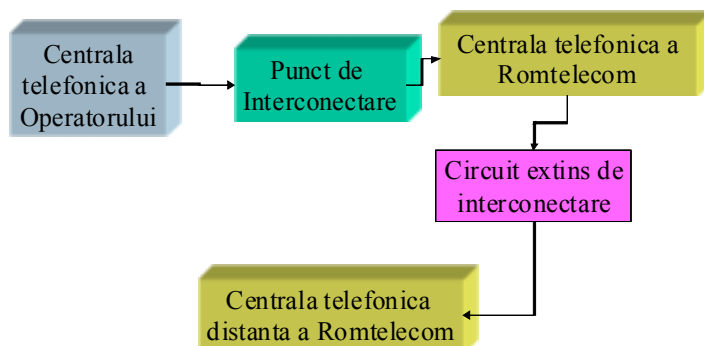 Centrala
telefonica a
Operatorului
Punct de
Interconectare
Centrala telefonica a
Romtelecom
Circuit extins de
interconectare
Centrala telefonica
distanta a Romtelecom